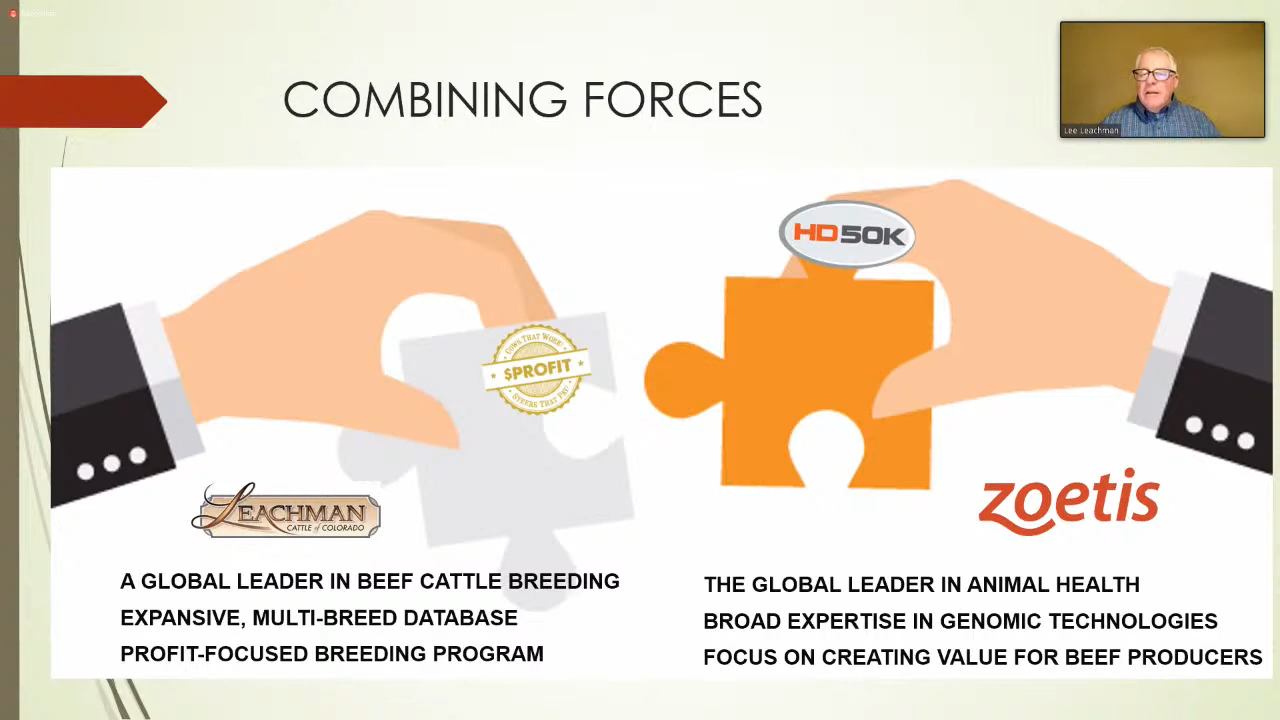 COMBINING FORCES
Lee Leachman
HD50K
COWS THAT WORK!
$PROFIT
STEERS THAT PAY!
LEACHMAN
CATTLE of COLORADO
zoetis
A GLOBAL LEADER IN BEEF CATTLE BREEDING
EXPANSIVE, MULTI-BREED DATABASE
PROFIT-FOCUSED BREEDING PROGRAM
THE GLOBAL LEADER IN ANIMAL HEALTH
BROAD EXPERTISE IN GENOMIC TECHNOLOGIES
FOCUS ON CREATING VALUE FOR BEEF PRODUCERS